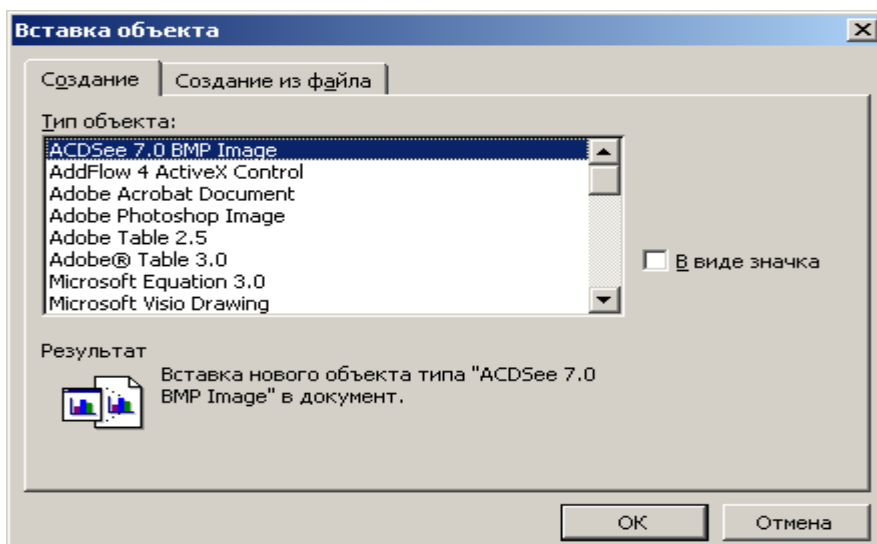 Вставка объекта
Создание
Создание из файла
Тип объекта:
ACDSee 7.0 BMP Image
AddFlow 4 ActiveX Control
Adobe Acrobat Document
Adobe Photoshop Image
Adobe Table 2.5
Adobe® Table 3.0
Microsoft Equation 3.0
Microsoft Visio Drawing
В виде значка
Результат
Вставка нового объекта типа "ACDSee 7.0
BMP Image" в документ.
OK
Отмена